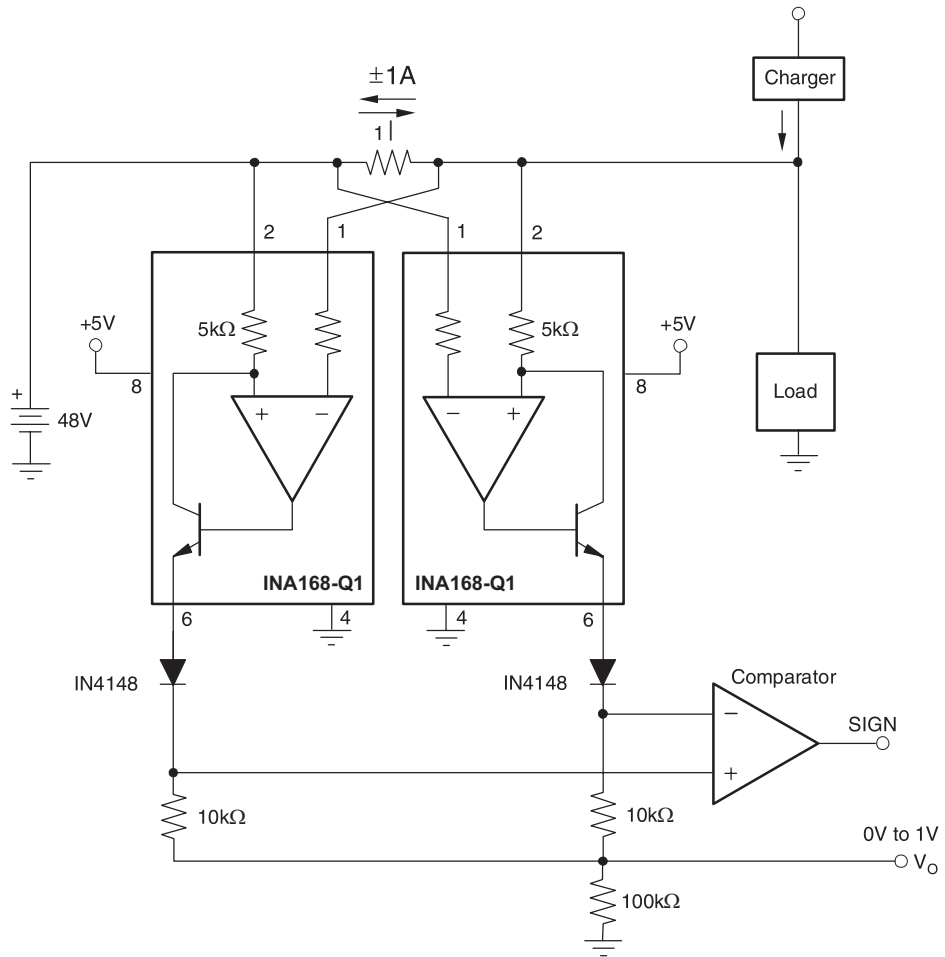 ±1A
Charger
1
2
1
1
2
+5V
5kΩ
5kΩ
+5V
8
8
+
48V
+
−
−
+
Load
INA168-Q1
INA168-Q1
6
4
4
6
IN4148
IN4148
Comparator
−
SIGN
+
10kΩ
10kΩ
0V to 1V
VO
100kΩ